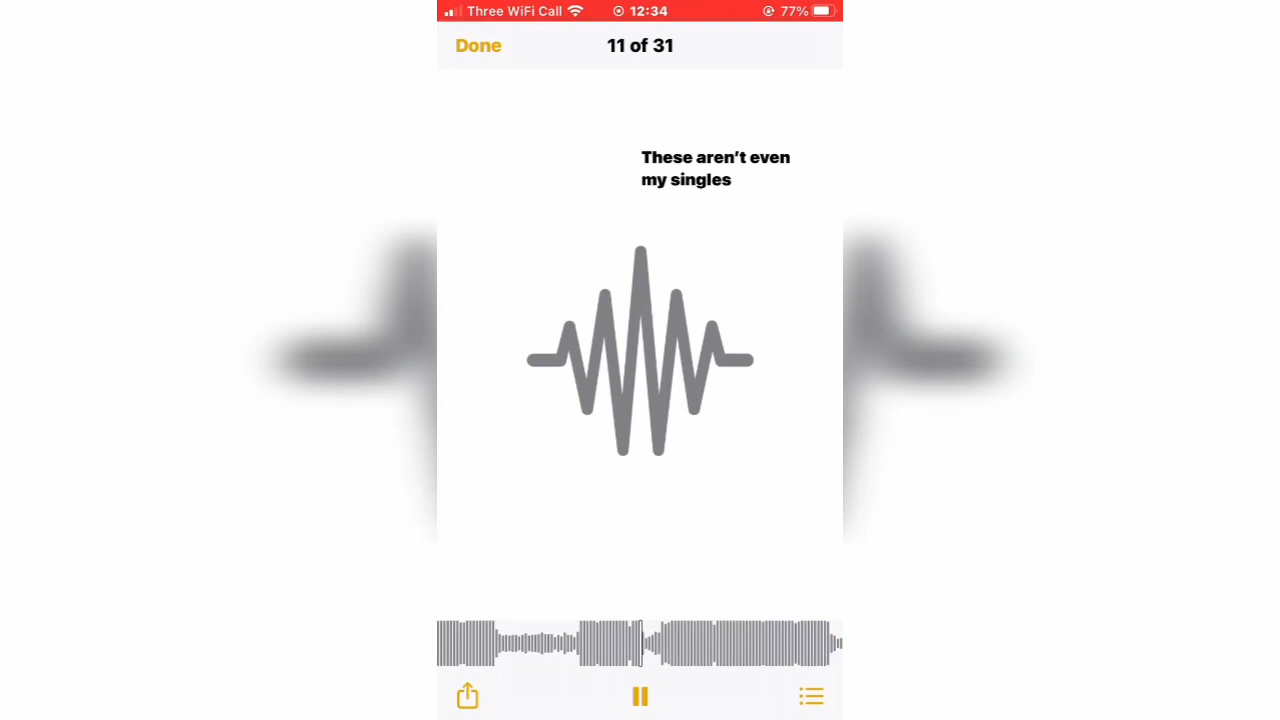 Three WiFi Call 12:34 77%
Done 11 of 31
These aren’t even
my singles